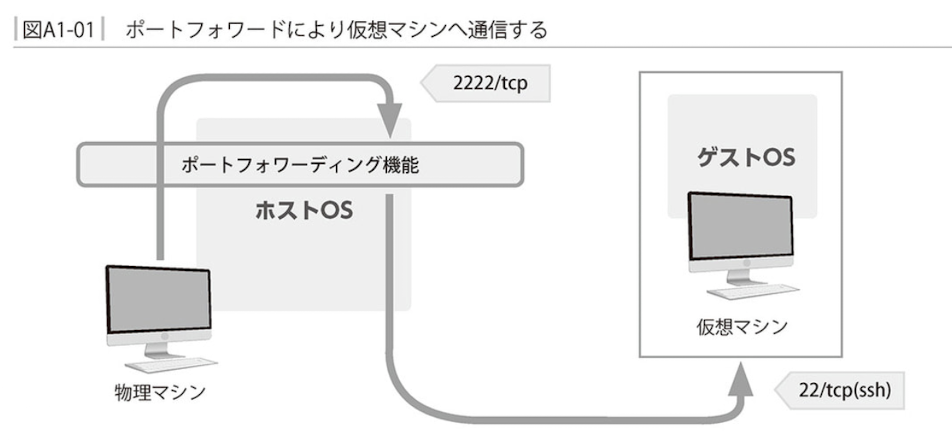 図A1-01 ポートフォワードにより仮想マシンへ通信する
2222/tcp
ポートフォワーディング機能
ホストOS
ゲストOS
仮想マシン
物理マシン
22/tcp(ssh)